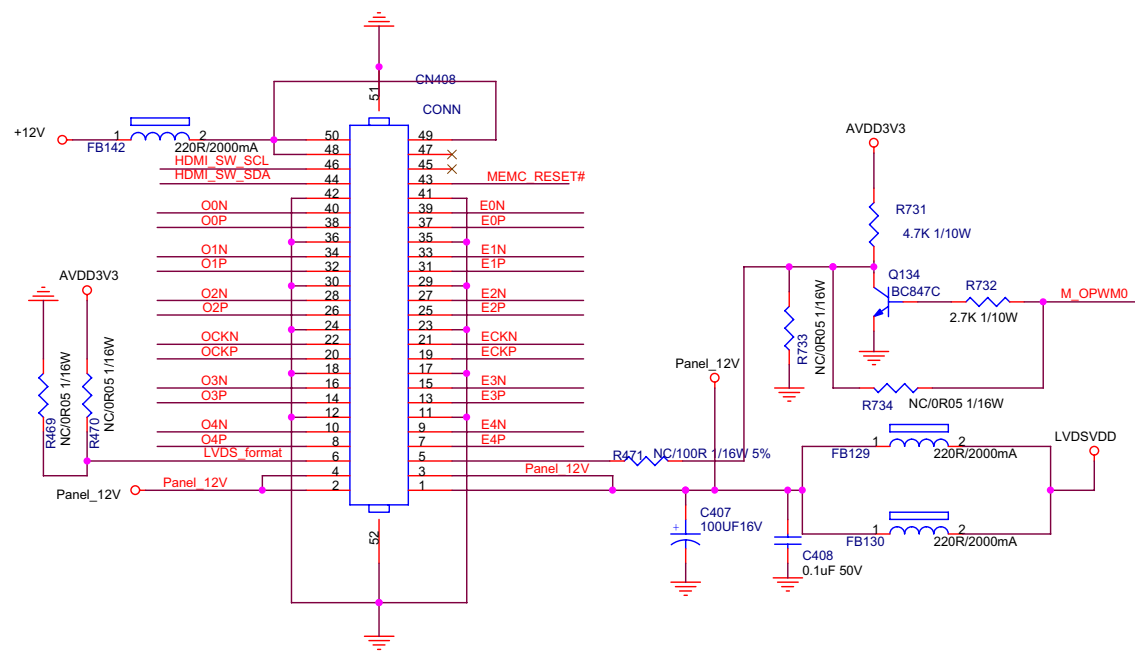 CN408
51
CONN
+12V
1
2
FB142
220R/2000mA
50
49
48
47
HDMI_SW_SCL
46
45
HDMI_SW_SDA
44
43
MEMC_RESET#
42
41
O0N
40
39
E0N
O0P
38
37
E0P
36
35
O1N
34
33
E1N
O1P
32
31
E1P
30
29
O2N
28
27
E2N
O2P
26
25
E2P
24
23
OCKN
22
21
ECKN
OCKP
20
19
ECKP
18
17
O3N
16
15
E3N
O3P
14
13
E3P
12
11
O4N
10
9
E4N
O4P
8
7
E4P
LVDS_format
6
5
4
3
Panel_12V
Panel_12V
Panel_12V
2
1
52
AVDD3V3
R469
NC/0R05 1/16W
R470
NC/0R05 1/16W
R471
NC/100R 1/16W 5%
AVDD3V3
R731
4.7K 1/10W
Q134
BC847C
R732
2.7K 1/10W
M_OPWM0
R733
NC/0R05 1/16W
R734
NC/0R05 1/16W
Panel_12V
C407
+
100UF16V
C408
0.1uF 50V
1
2
FB129
220R/2000mA
LVDSVDD
1
2
FB130
220R/2000mA